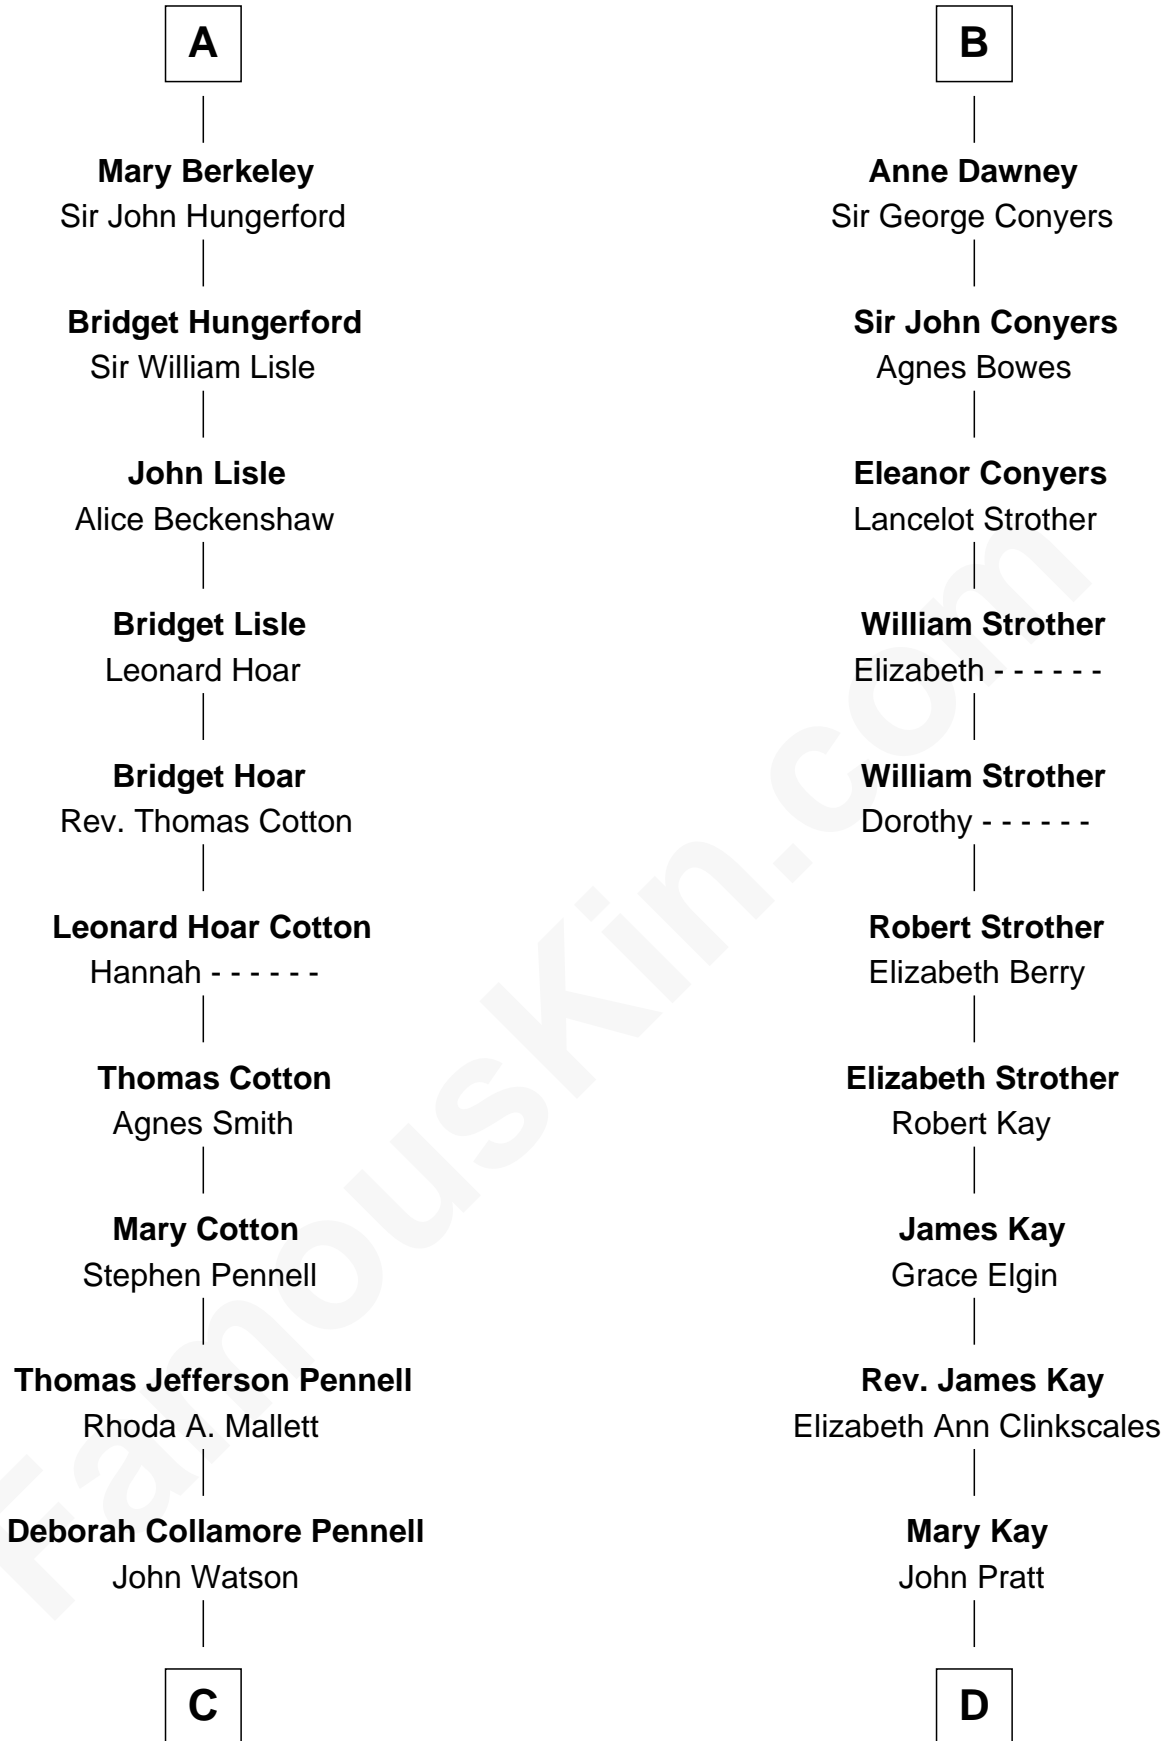 A
Mary Berkeley
Sir John Hungerford
Bridget Hungerford
Sir William Lisle
John Lisle
Alice Beckenshaw
Bridget Lisle
Leonard Hoar
Bridget Hoar
Rev. Thomas Cotton
Leonard Hoar Cotton
Hannah - - - - - -
Thomas Cotton
Agnes Smith
Mary Cotton
Stephen Pennell
Thomas Jefferson Pennell
Rhoda A. Mallett
Deborah Collamore Pennell
John Watson
C
B
Anne Dawney
Sir George Conyers
Sir John Conyers
Agnes Bowes
Eleanor Conyers
Lancelot Strother
William Strother
Elizabeth - - - - - -
William Strother
Dorothy - - - - - -
Robert Strother
Elizabeth Berry
Elizabeth Strother
Robert Kay
James Kay
Grace Elgin
Rev. James Kay
Elizabeth Ann Clinkscales
Mary Kay
John Pratt
D
FamousKin.com